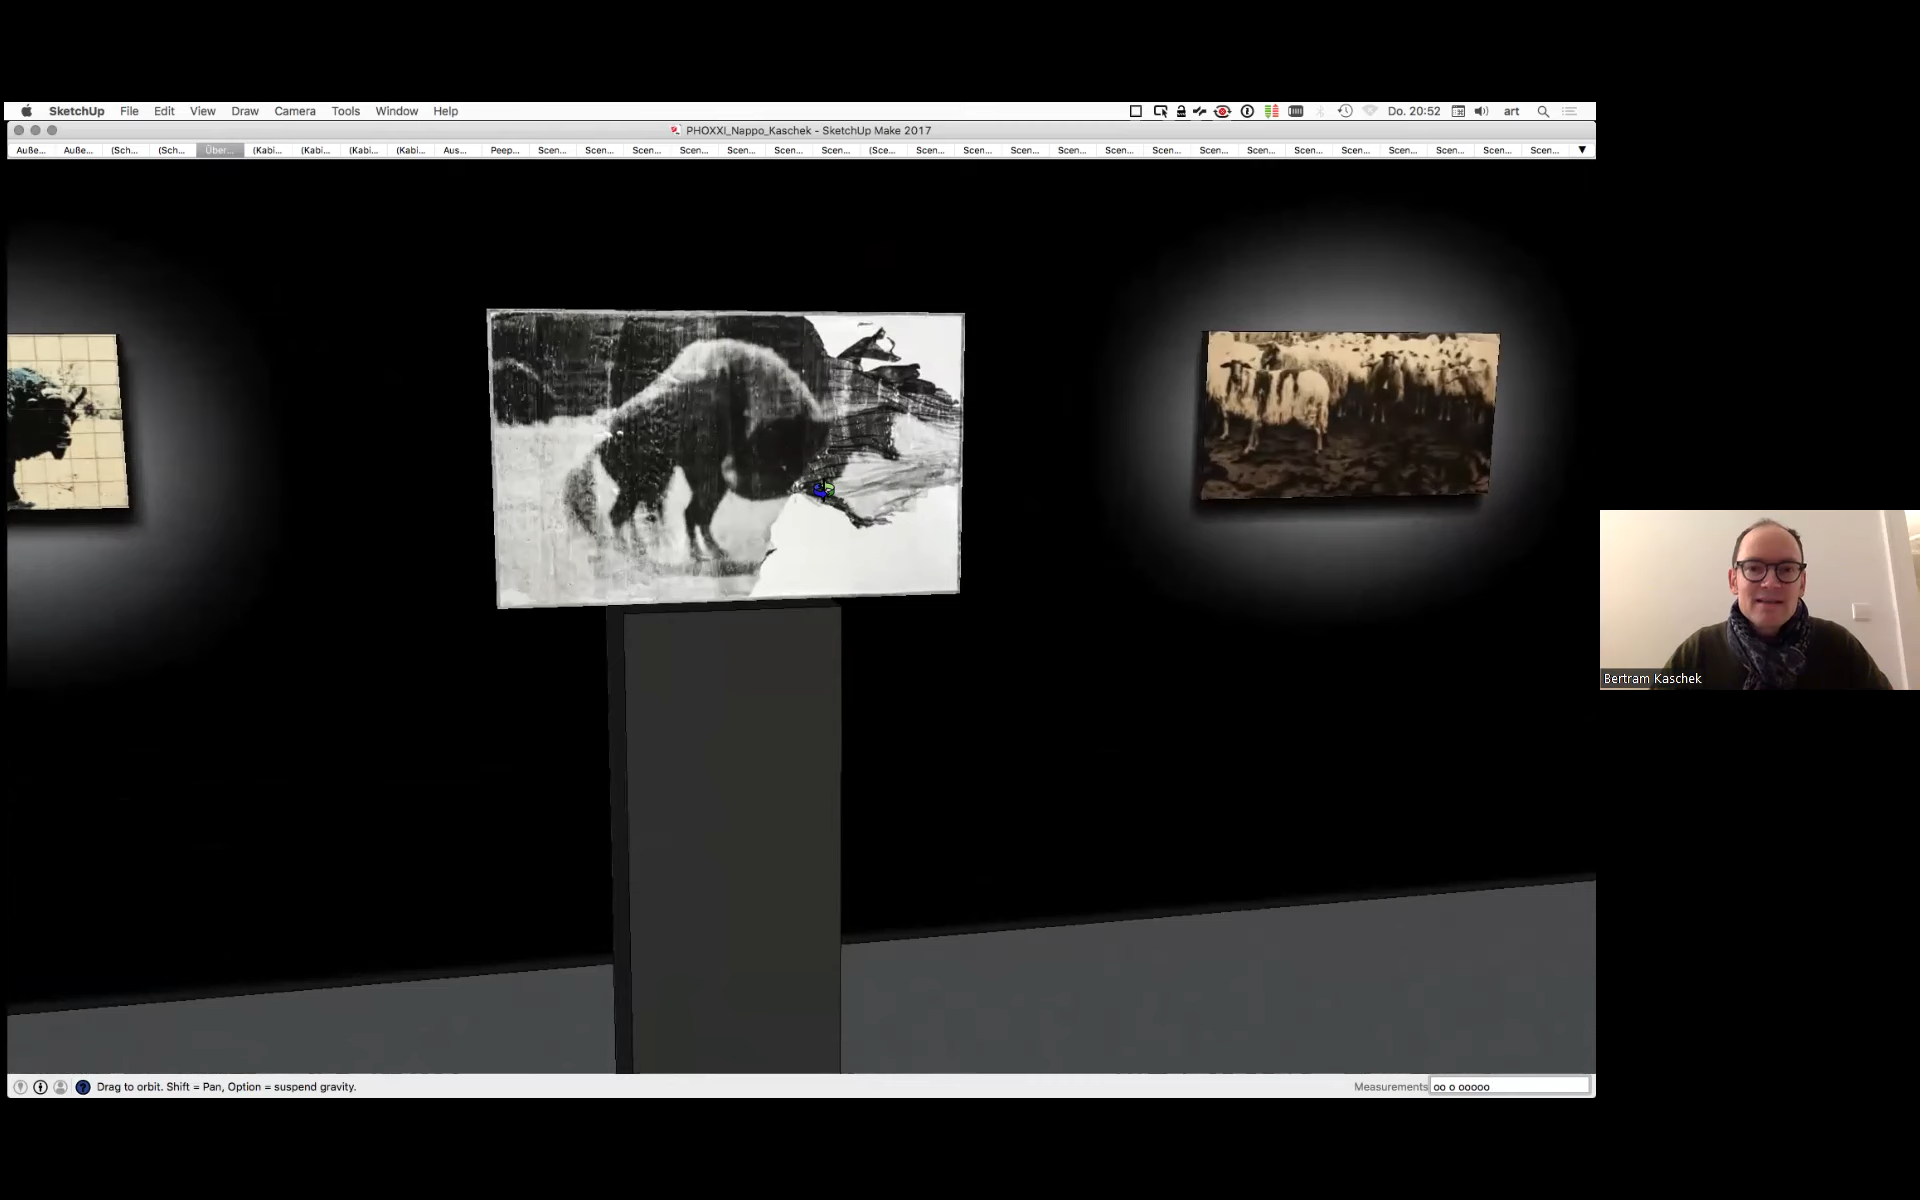 SketchUp File Edit View Draw Camera Tools Window Help Do. 20:52 art
PHOXXI_Nappo_Kaschek - SketchUp Make 2017
Auße... Auße... (Sch... (Sch... Über... (Kabi... (Kabi... (Kabi... (Kabi... Aus... Peep... Scen... Scen... Scen... Scen... Scen... Scen... Scen... (Sce... Scen... Scen... Scen... Scen... Scen... Scen... Scen... Scen... Scen... Scen... Scen... Scen... Scen... Scen...
Bertram Kaschek
Drag to orbit. Shift = Pan, Option = suspend gravity.
Measurements oo o ooooo